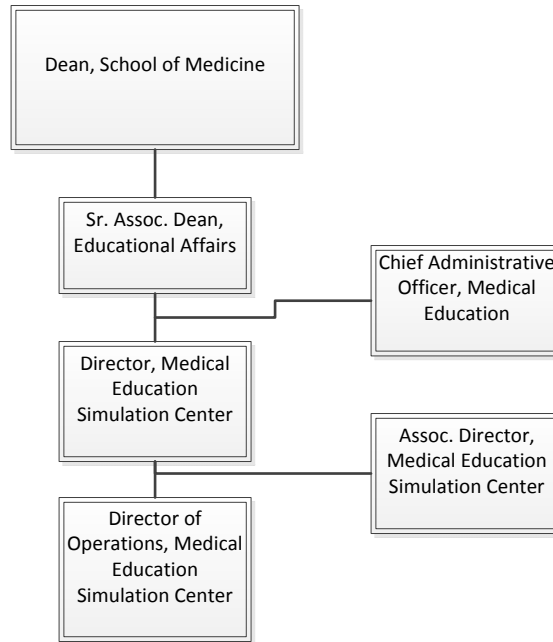 Dean, School of Medicine
Sr. Assoc. Dean,
Educational Affairs
Chief Administrative
Officer, Medical
Education
Director, Medical
Education
Simulation Center
Assoc. Director,
Medical Education
Simulation Center
Director of
Operations, Medical
Education
Simulation Center